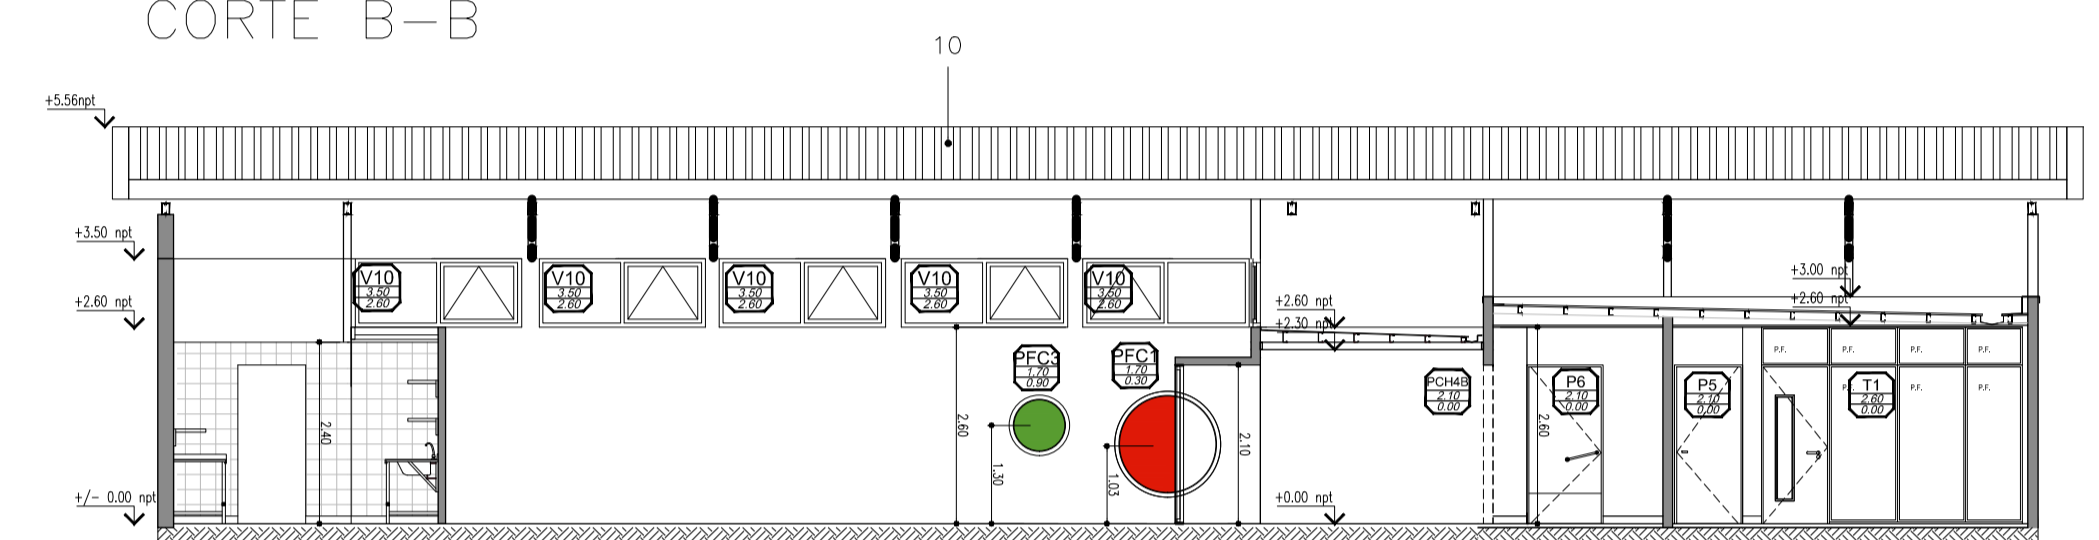 CORTE B-B
10
+5.56npt
+3.50 npt
+2.60 npt
+/- 0.00 npt
V10
3.50
2.60
V10
3.50
2.60
V10
3.50
2.60
V10
3.50
2.60
V10
3.50
2.60
+2.60 npt
+2.30 npt
+0.00 npt
+3.00 npt
+2.60 npt
PFC3
1.70
0.90
PFC1
1.70
0.30
PCH4B
2.10
0.00
P6
2.10
0.00
P5
2.10
0.00
T1
2.60
0.00
P.F.
P.F.
P.F.
P.F.
P.F.
P.F.
P.F.
2.40
2.60
1.30
1.03
2.10
2.60